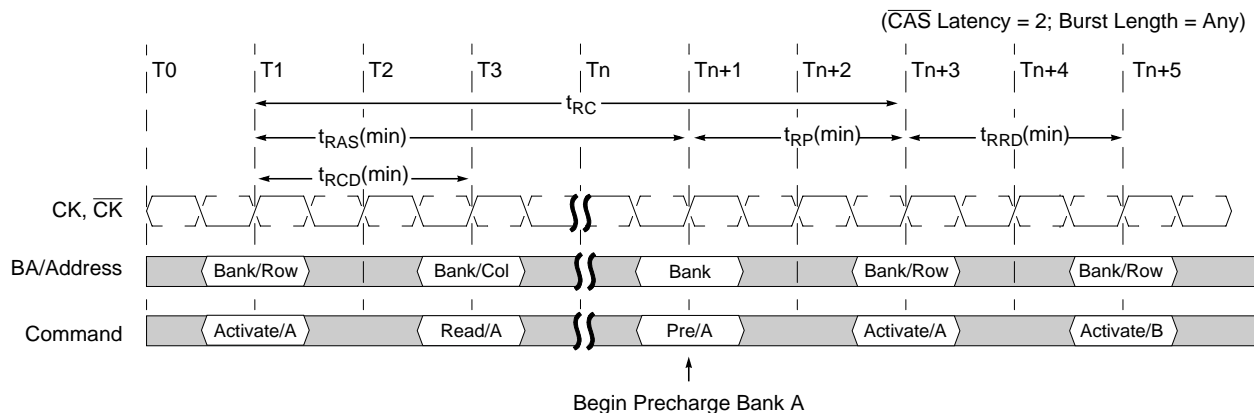 (CAS Latency = 2; Burst Length = Any)
T0 T1 T2 T3 Tn Tn+1 Tn+2 Tn+3 Tn+4 Tn+5
tRC
tRAS(min) tRP(min) tRRD(min)
tRCD(min)
CK, CK
BA/Address Bank/Row Bank/Col Bank Bank/Row Bank/Row
Command Activate/A Read/A Pre/A Activate/A Activate/B
Begin Precharge Bank A